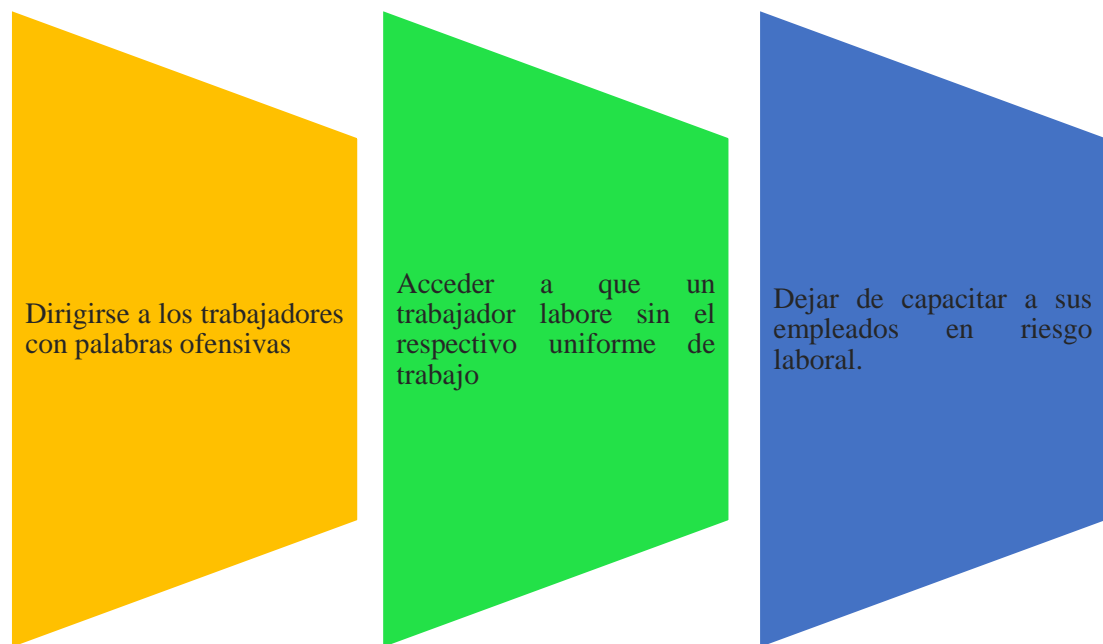 Dirigirse a los trabajadores
con palabras ofensivas
Acceder a que un
trabajador labore sin el
respectivo uniforme de
trabajo
Dejar de capacitar a sus
empleados en riesgo
laboral.